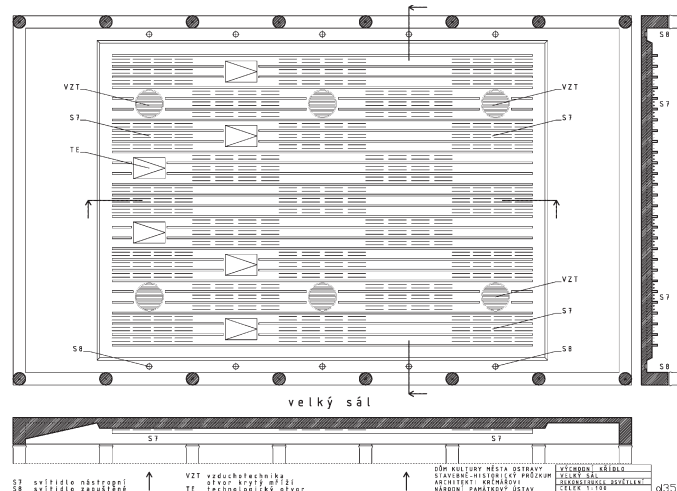 S8
VZT
VZT
S7
S7
S7
TE
VZT
S7
S7
S8
S8
S8
velký sál
S7
S7
S7 svítidlo nástropní
S8 svítidlo zapuštěné
VZT vzduchotechnika
otvor krytý mříží
TE technologický otvor
DŮM KULTURY MĚSTA OSTRAVY
STAVEBNĚ-HISTORICKÝ PRŮZKUM
ARCHITEKTI KRČMÁŘOVI
NÁRODNÍ PAMÁTKOVÝ ÚSTAV
VÝCHODNÍ KŘÍDLO
VELKÝ SÁL
REKONSTRUKCE OSVĚTLENÍ
CELEK 1:100
d35